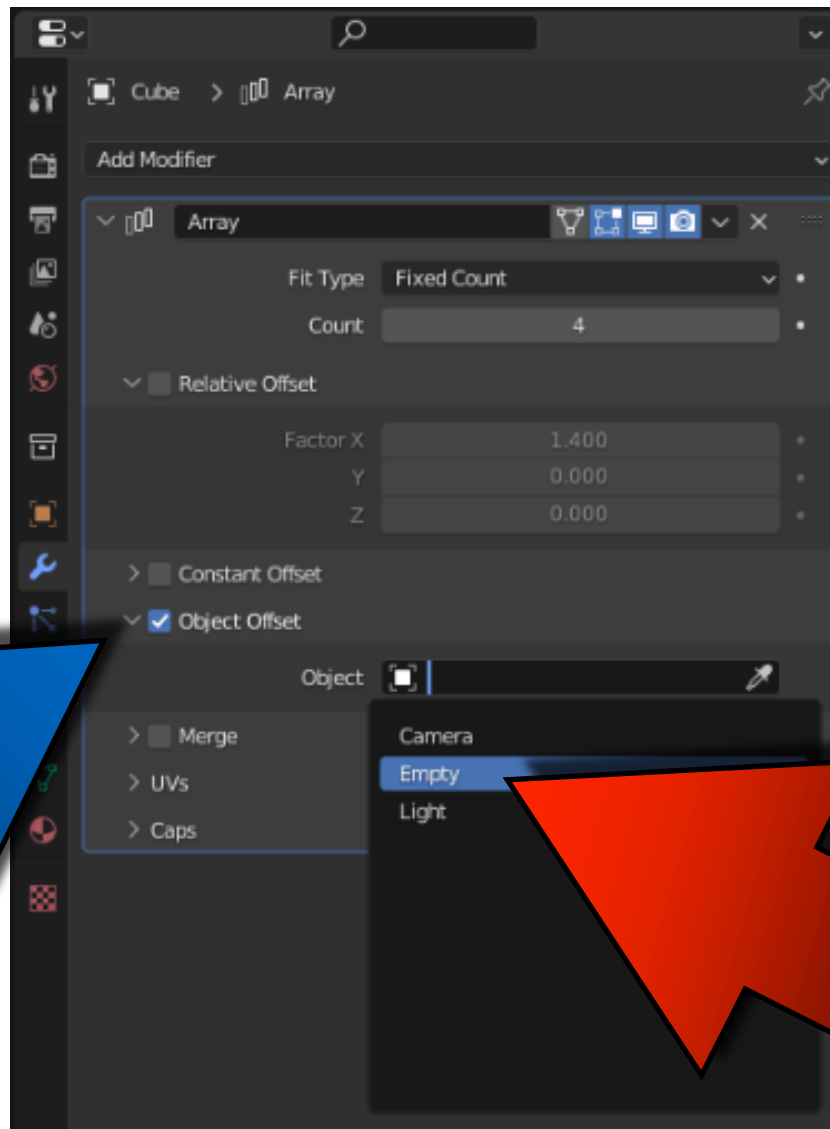 Cube > Array
Add Modifier
Array
Fit Type Fixed Count
Count 4
Relative Offset
Factor X 1.400
Y 0.000
Z 0.000
Constant Offset
Object Offset
Object
Merge
Camera
UVs
Empty
Caps
Light